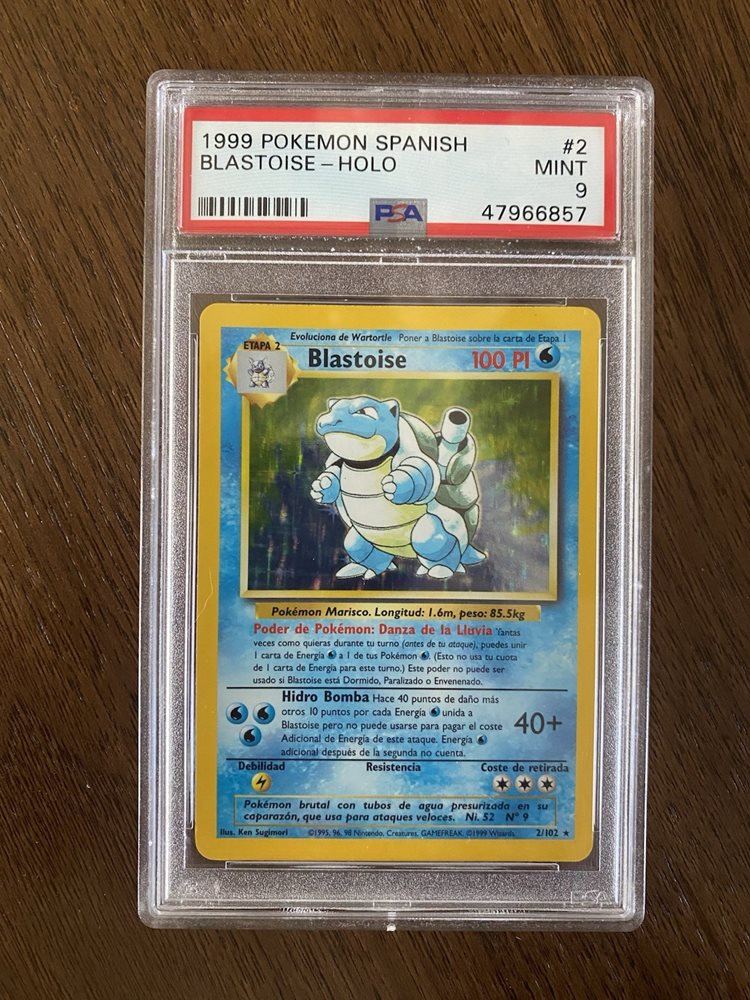 1999 POKEMON SPANISH #2
BLASTOISE – HOLO MINT
9
PSA 47966857
Evoluciona de Wartortle Poner a Blastoise sobre la carta de Etapa 1
ETAPA 2
Blastoise 100 PI
Pokémon Marisco. Longitud: 1.6m, peso: 85.5kg
Poder de Pokémon: Danza de la Lluvia Tantas
veces como quieras durante tu turno (antes de tu ataque), puedes unir
1 carta de Energía a 1 de tus Pokémon . (Esto no usa tu cuota
de 1 carta de Energía para este turno.) Este poder no puede ser
usado si Blastoise está Dormido, Paralizado o Envenenado.
Hidro Bomba Hace 40 puntos de daño más
otros 10 puntos por cada Energía unida a
Blastoise pero no puede usarse para pagar el coste
Adicional de Energía de este ataque. Energía
adicional después de la segunda no cuenta.
40+
Debilidad Resistencia Coste de retirada
Pokémon brutal con tubos de agua presurizada en su
caparazón, que usa para ataques veloces. Ni. 52 Nº 9
Ilus. Ken Sugimori ©1995, 96, 98 Nintendo, Creatures, GAMEFREAK. ©1999 Wizards. 2/102 ★